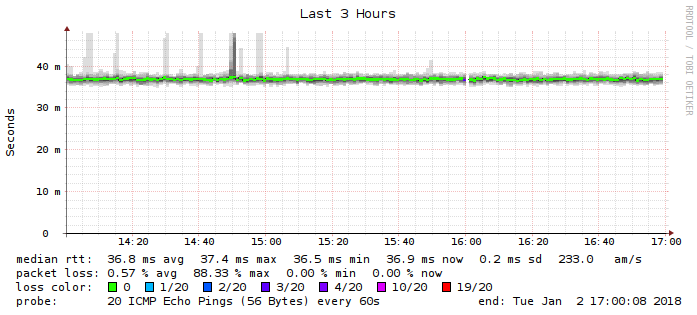 Last 3 Hours
RRDTOOL / TOBI OETIKER
Seconds
40 m
30 m
20 m
10 m
0
14:20 14:40 15:00 15:20 15:40 16:00 16:20 16:40 17:00
median rtt: 36.8 ms avg 37.4 ms max 36.5 ms min 36.9 ms now 0.2 ms sd 233.0 am/s
packet loss: 0.57 % avg 88.33 % max 0.00 % min 0.00 % now
loss color: 0 1/20 2/20 3/20 4/20 10/20 19/20
probe: 20 ICMP Echo Pings (56 Bytes) every 60s end: Tue Jan 2 17:00:08 2018